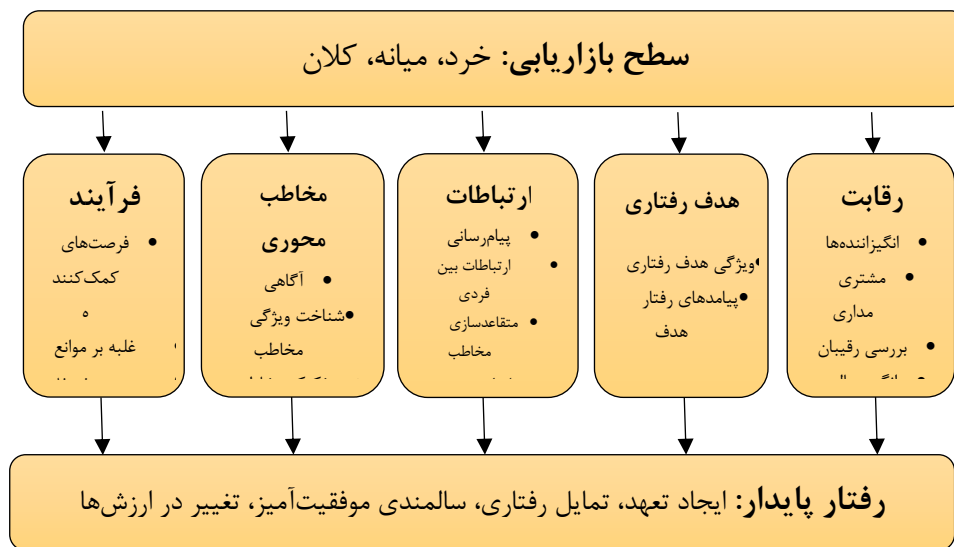 سطح بازاریابی: خرد، میانه، کلان
رقابت
• انگیزاننده‌ها
• مشتری
مداری
• بررسی رقیبان
هدف رفتاری
•ویژگی هدف رفتاری
•پیامدهای رفتار
هدف
ارتباطات
• پیام‌رسانی
• ارتباطات بین
فردی
• متقاعدسازی
مخاطب
مخاطب
محوری
• آگاهی
•شناخت ویژگی
مخاطب
فرآیند
• فرصت‌های
کمک‌کنند
ه
• غلبه بر موانع
رفتار پایدار: ایجاد تعهد، تمایل رفتاری، سالمندی موفقیت‌آمیز، تغییر در ارزش‌ها